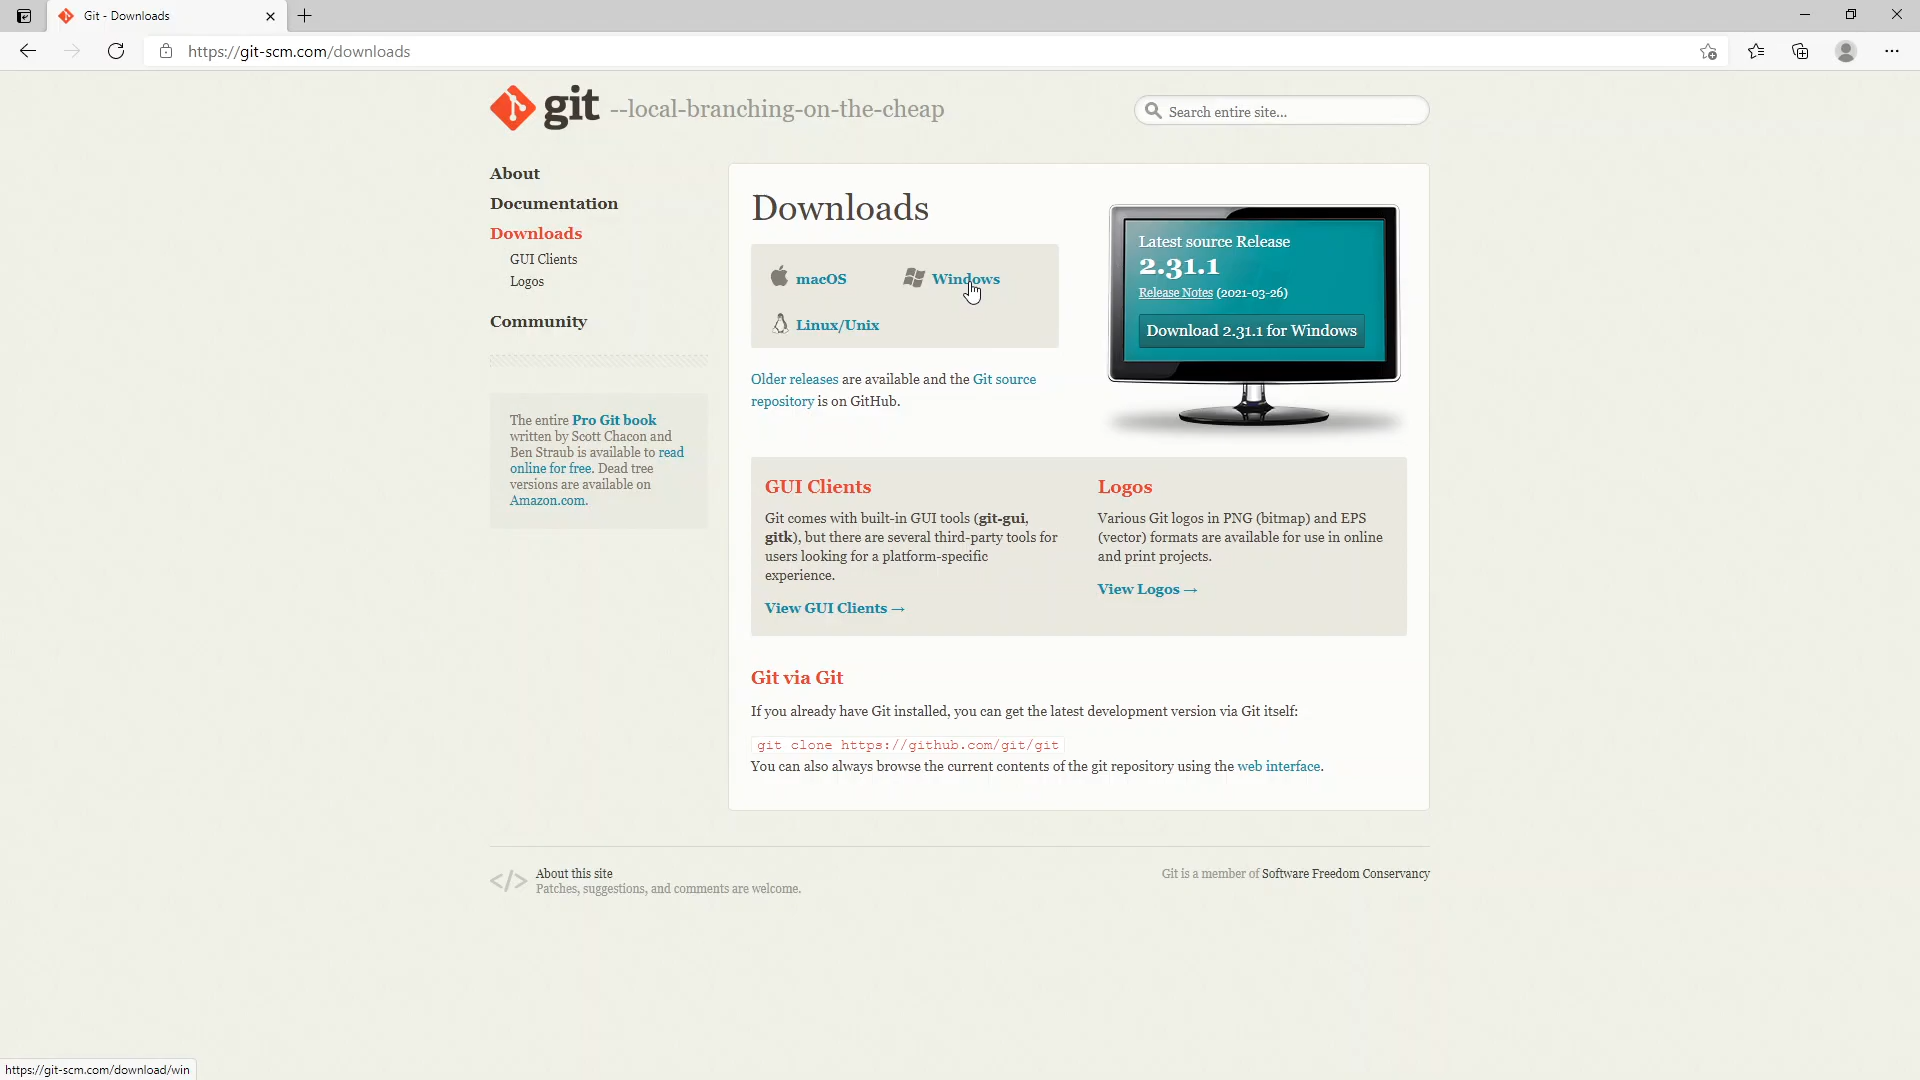 Git - Downloads
https://git-scm.com/downloads
git --local-branching-on-the-cheap
Search entire site...
About
Documentation
Downloads
GUI Clients
Logos
Community
The entire Pro Git book
written by Scott Chacon and
Ben Straub is available to read
online for free. Dead tree
versions are available on
Amazon.com.
Downloads
macOS
Windows
Linux/Unix
Older releases are available and the Git source
repository is on GitHub.
Latest source Release
2.31.1
Release Notes (2021-03-26)
Download 2.31.1 for Windows
GUI Clients
Git comes with built-in GUI tools (git-gui,
gitk), but there are several third-party tools for
users looking for a platform-specific
experience.
View GUI Clients →
Logos
Various Git logos in PNG (bitmap) and EPS
(vector) formats are available for use in online
and print projects.
View Logos →
Git via Git
If you already have Git installed, you can get the latest development version via Git itself:
git clone https://github.com/git/git
You can also always browse the current contents of the git repository using the web interface.
</> About this site
Patches, suggestions, and comments are welcome.
Git is a member of Software Freedom Conservancy
https://git-scm.com/download/win